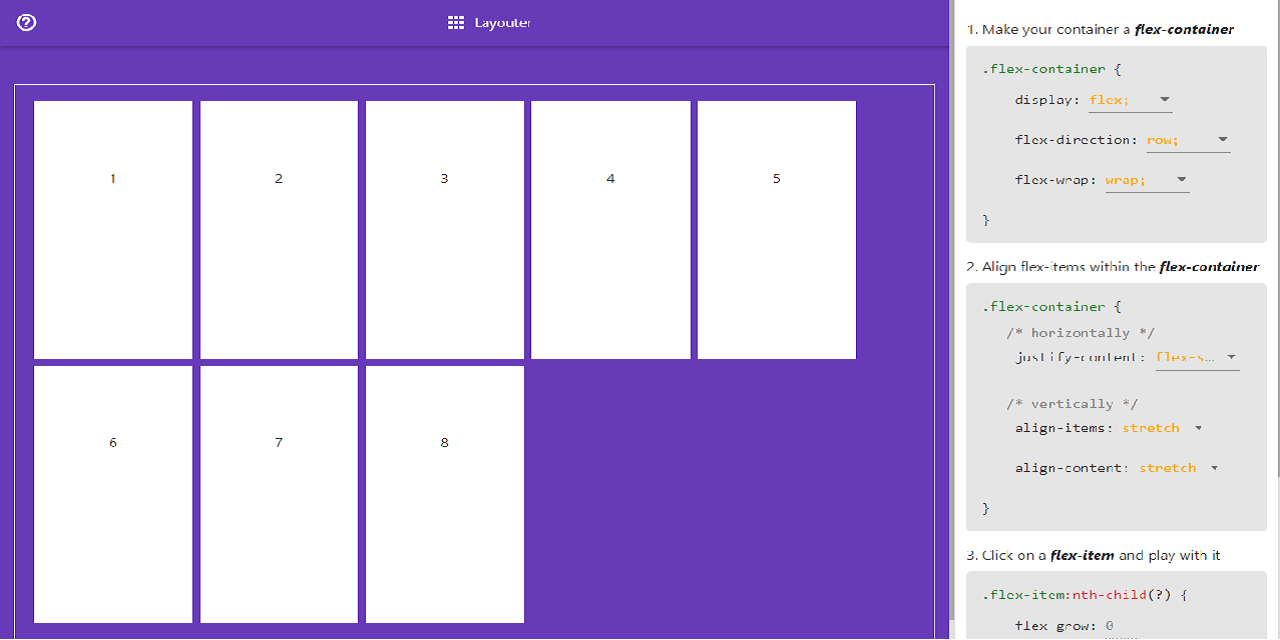 Layouter
1
2
3
4
5
6
7
8
1. Make your container a flex-container
.flex-container {
display: flex;
flex-direction: row;
flex-wrap: wrap;
}
2. Align flex-items within the flex-container
.flex-container {
/* horizontally */
justify-content: flex-s...
/* vertically */
align-items: stretch
align-content: stretch
}
3. Click on a flex-item and play with it
.flex-item:nth-child(?) {
flex grow: 0